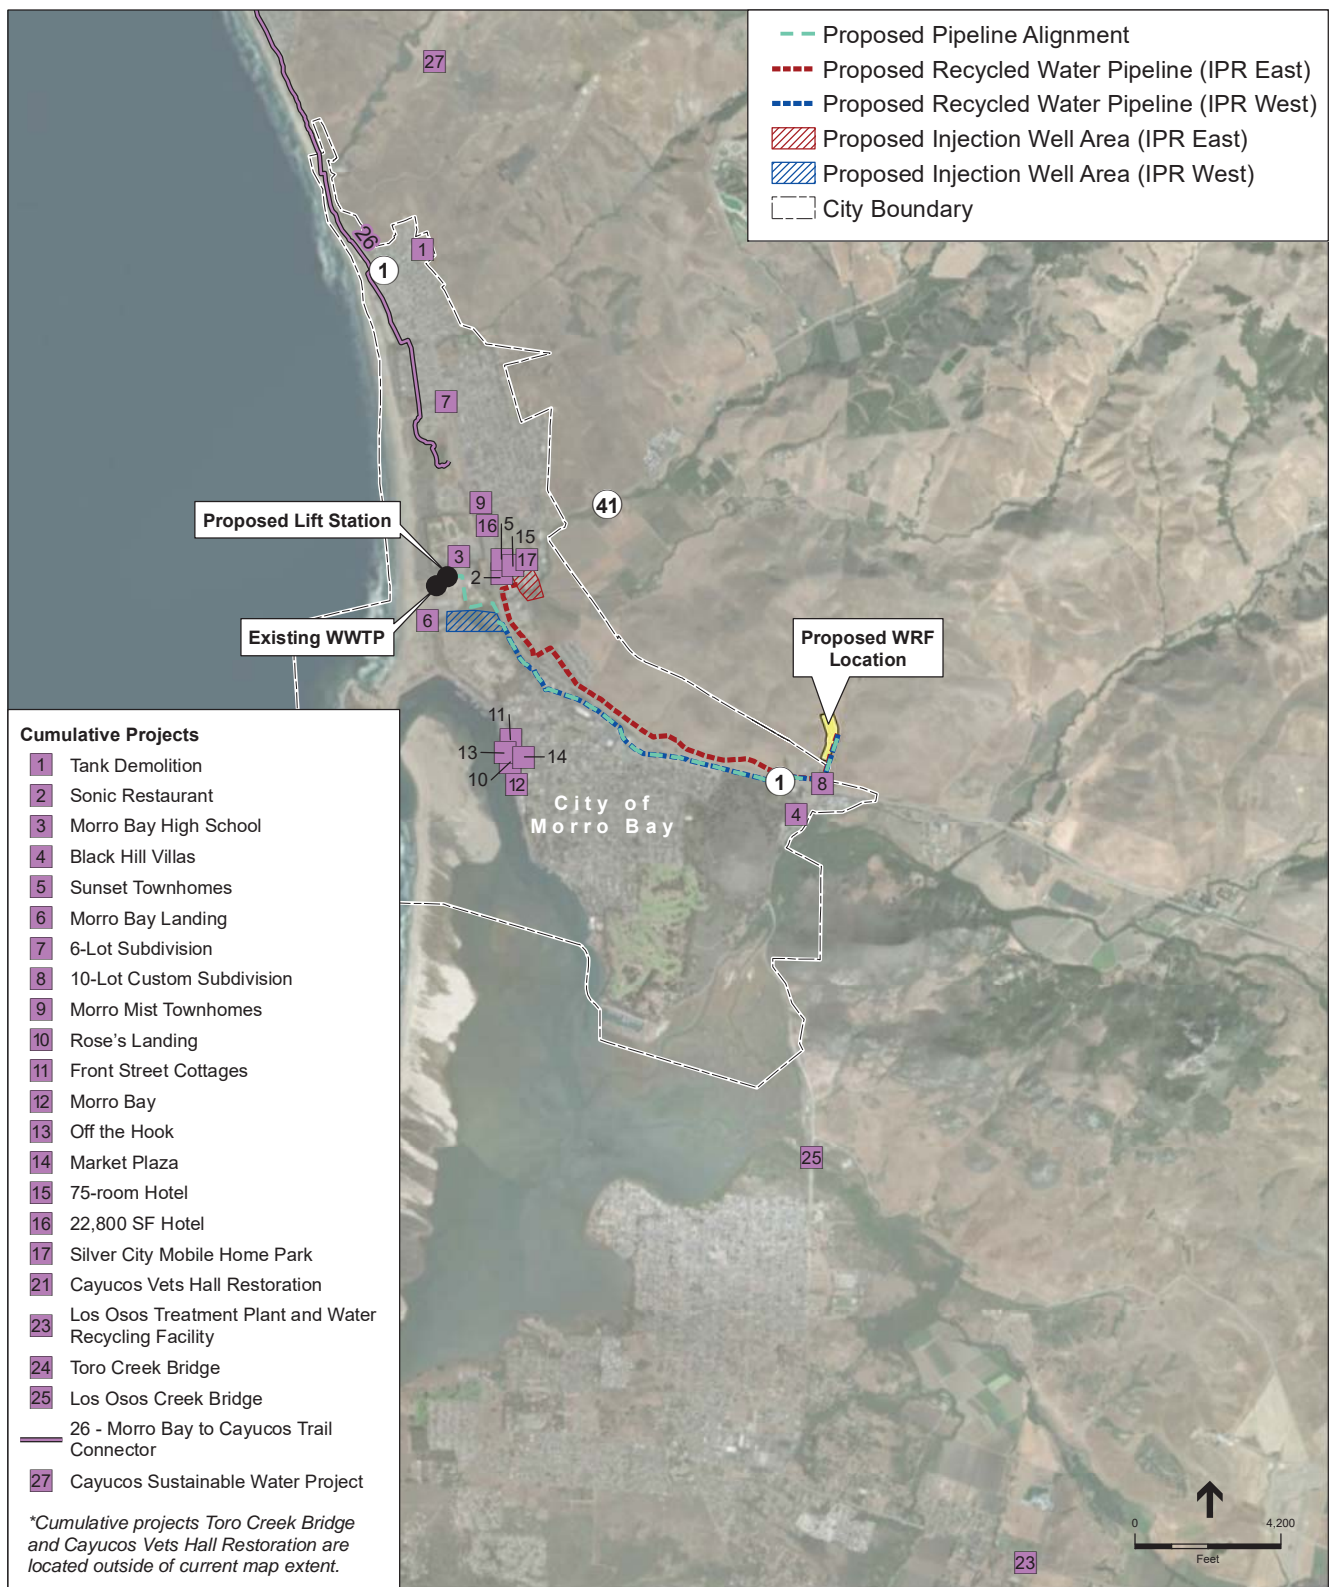 Proposed Pipeline Alignment
Proposed Recycled Water Pipeline (IPR East)
Proposed Recycled Water Pipeline (IPR West)
Proposed Injection Well Area (IPR East)
Proposed Injection Well Area (IPR West)
City Boundary
27
26
1
1
7
41
9
16
5
15
Proposed Lift Station
3
17
2
6
Existing WWTP
Proposed WRF
Location
11
13
14
10
12
1
8
4
City of
Morro Bay
25
23
Cumulative Projects
1 Tank Demolition
2 Sonic Restaurant
3 Morro Bay High School
4 Black Hill Villas
5 Sunset Townhomes
6 Morro Bay Landing
7 6-Lot Subdivision
8 10-Lot Custom Subdivision
9 Morro Mist Townhomes
10 Rose's Landing
11 Front Street Cottages
12 Morro Bay
13 Off the Hook
14 Market Plaza
15 75-room Hotel
16 22,800 SF Hotel
17 Silver City Mobile Home Park
21 Cayucos Vets Hall Restoration
23 Los Osos Treatment Plant and Water
Recycling Facility
24 Toro Creek Bridge
25 Los Osos Creek Bridge
26 - Morro Bay to Cayucos Trail
Connector
27 Cayucos Sustainable Water Project
*Cumulative projects Toro Creek Bridge
and Cayucos Vets Hall Restoration are
located outside of current map extent.
0 4,200
Feet